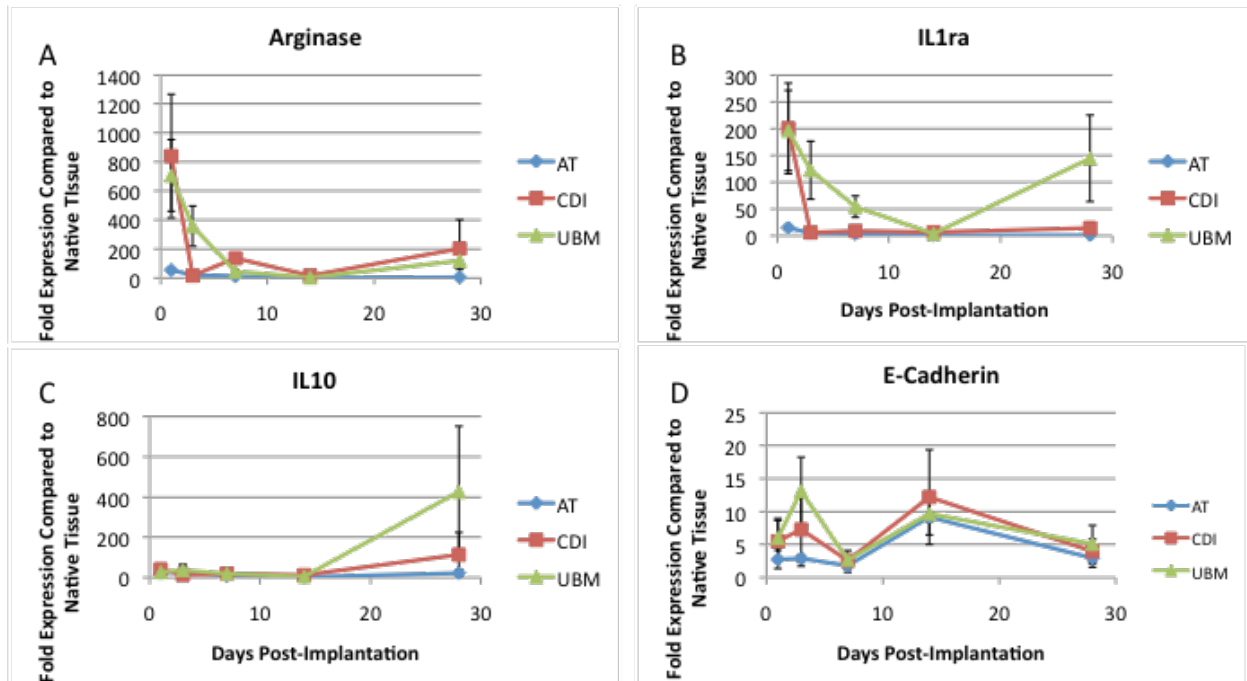 A
Arginase
Fold Expression Compared to
Native Tissue
1400
1200
1000
800
600
400
200
0
0 10 20 30
AT
CDI
UBM
B
IL1ra
Fold Expression Compared to
Native Tissue
300
250
200
150
100
50
0
0 10 20 30
Days Post-Implantation
AT
CDI
UBM
C
IL10
Fold Expression Compared to
Native Tissue
800
600
400
200
0
0 10 20 30
Days Post-Implantation
AT
CDI
UBM
D
E-Cadherin
Fold Expression Compared to
Native Tissue
25
20
15
10
5
0
0 10 20 30
Days Post-Implantation
AT
CDI
UBM